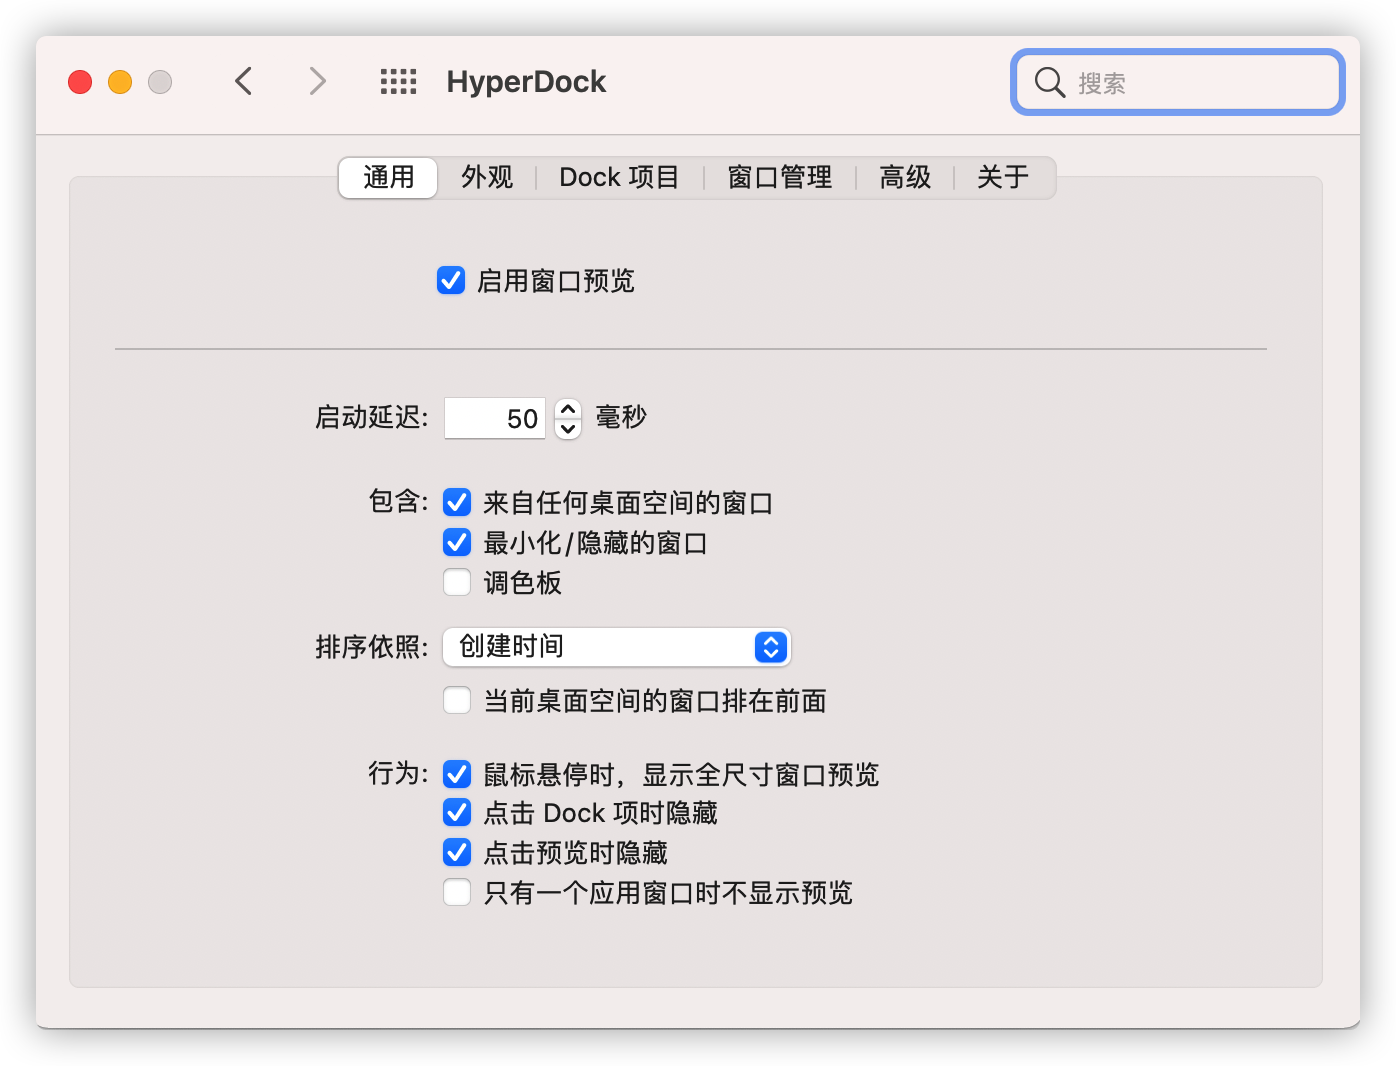 HyperDock
搜索
通用 外观 Dock 项目 窗口管理 高级 关于
启用窗口预览
启动延迟: 50 毫秒
包含: 来自任何桌面空间的窗口
最小化/隐藏的窗口
调色板
排序依照: 创建时间
当前桌面空间的窗口排在前面
行为: 鼠标悬停时，显示全尺寸窗口预览
点击 Dock 项时隐藏
点击预览时隐藏
只有一个应用窗口时不显示预览